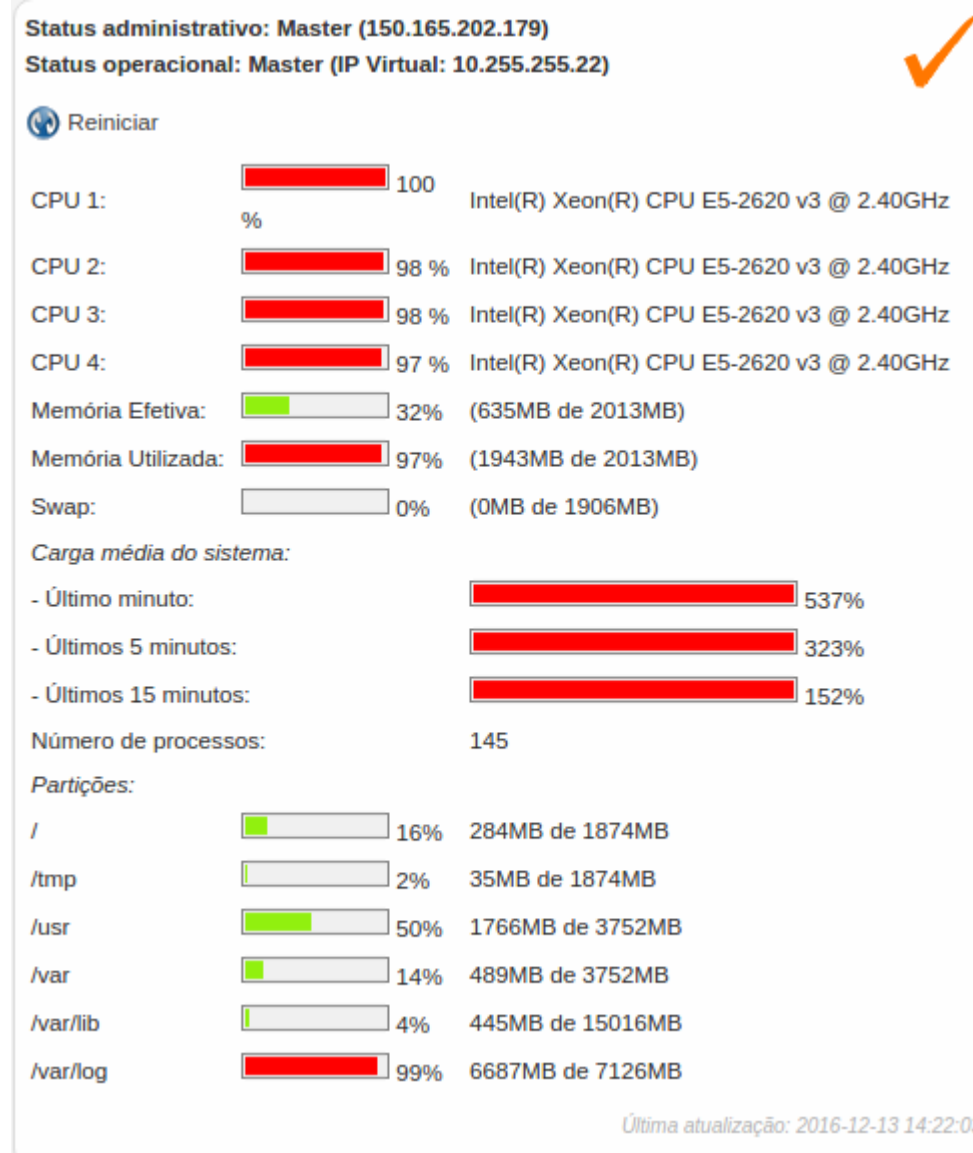 Status administrativo: Master (150.165.202.179)
Status operacional: Master (IP Virtual: 10.255.255.22)
Reiniciar
CPU 1: 100 % Intel(R) Xeon(R) CPU E5-2620 v3 @ 2.40GHz
CPU 2: 98 % Intel(R) Xeon(R) CPU E5-2620 v3 @ 2.40GHz
CPU 3: 98 % Intel(R) Xeon(R) CPU E5-2620 v3 @ 2.40GHz
CPU 4: 97 % Intel(R) Xeon(R) CPU E5-2620 v3 @ 2.40GHz
Memória Efetiva: 32% (635MB de 2013MB)
Memória Utilizada: 97% (1943MB de 2013MB)
Swap: 0% (0MB de 1906MB)
Carga média do sistema:
- Último minuto: 537%
- Últimos 5 minutos: 323%
- Últimos 15 minutos: 152%
Número de processos: 145
Partições:
/ 16% 284MB de 1874MB
/tmp 2% 35MB de 1874MB
/usr 50% 1766MB de 3752MB
/var 14% 489MB de 3752MB
/var/lib 4% 445MB de 15016MB
/var/log 99% 6687MB de 7126MB
Última atualização: 2016-12-13 14:22:0